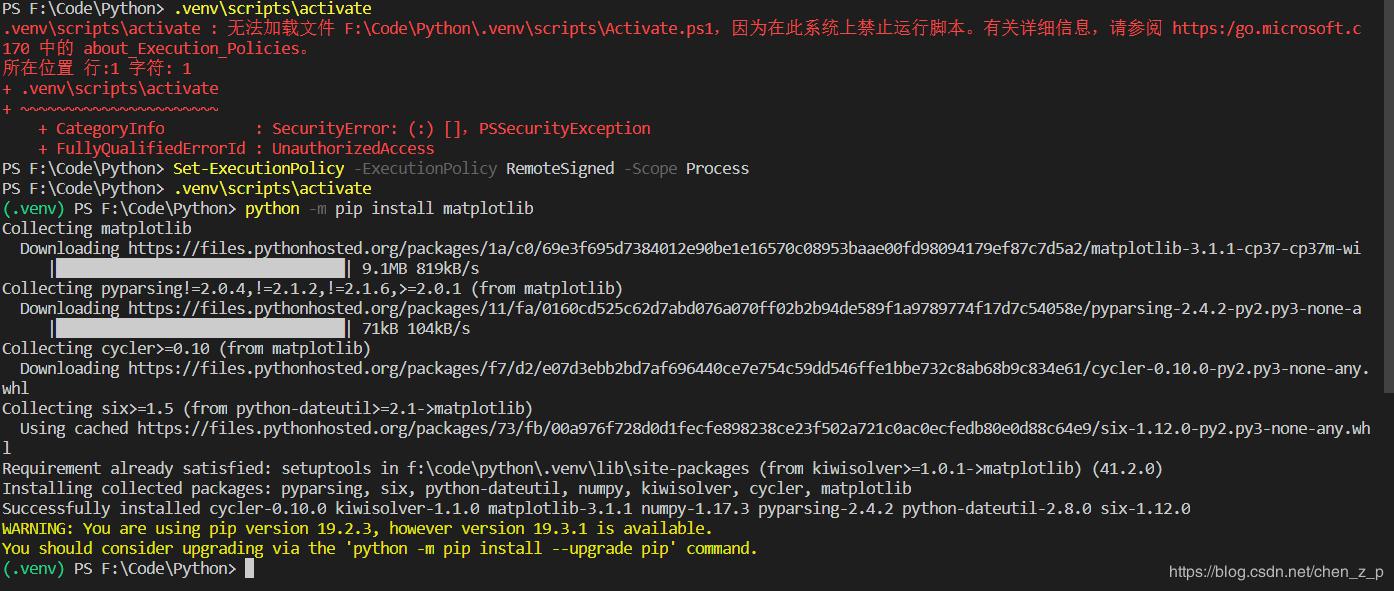 PS F:\Code\Python> .venv\scripts\activate
.venv\scripts\activate : 无法加载文件 F:\Code\Python\.venv\scripts\Activate.ps1，因为在此系统上禁止运行脚本。有关详细信息，请参阅 https:/go.microsoft.c
170 中的 about_Execution_Policies。
所在位置 行:1 字符: 1
+ .venv\scripts\activate
+ ~~~~~~~~~~~~~~~~~~~~~~
+ CategoryInfo          : SecurityError: (:) []，PSSecurityException
+ FullyQualifiedErrorId : UnauthorizedAccess
PS F:\Code\Python> Set-ExecutionPolicy -ExecutionPolicy RemoteSigned -Scope Process
PS F:\Code\Python> .venv\scripts\activate
(.venv) PS F:\Code\Python> python -m pip install matplotlib
Collecting matplotlib
Downloading https://files.pythonhosted.org/packages/1a/c0/69e3f695d7384012e90be1e16570c08953baae00fd98094179ef87c7d5a2/matplotlib-3.1.1-cp37-cp37m-wi
|████████████████████████████████| 9.1MB 819kB/s
Collecting pyparsing!=2.0.4,!=2.1.2,!=2.1.6,>=2.0.1 (from matplotlib)
Downloading https://files.pythonhosted.org/packages/11/fa/0160cd525c62d7abd076a070ff02b2b94de589f1a9789774f17d7c54058e/pyparsing-2.4.2-py2.py3-none-a
|████████████████████████████████| 71kB 104kB/s
Collecting cycler>=0.10 (from matplotlib)
Downloading https://files.pythonhosted.org/packages/f7/d2/e07d3ebb2bd7af696440ce7e754c59dd546ffe1bbe732c8ab68b9c834e61/cycler-0.10.0-py2.py3-none-any.
whl
Collecting six>=1.5 (from python-dateutil>=2.1->matplotlib)
Using cached https://files.pythonhosted.org/packages/73/fb/00a976f728d0d1fecfe898238ce23f502a721c0ac0ecfedb80e0d88c64e9/six-1.12.0-py2.py3-none-any.wh
l
Requirement already satisfied: setuptools in f:\code\python\.venv\lib\site-packages (from kiwisolver>=1.0.1->matplotlib) (41.2.0)
Installing collected packages: pyparsing, six, python-dateutil, numpy, kiwisolver, cycler, matplotlib
Successfully installed cycler-0.10.0 kiwisolver-1.1.0 matplotlib-3.1.1 numpy-1.17.3 pyparsing-2.4.2 python-dateutil-2.8.0 six-1.12.0
WARNING: You are using pip version 19.2.3, however version 19.3.1 is available.
You should consider upgrading via the 'python -m pip install --upgrade pip' command.
(.venv) PS F:\Code\Python>
https://blog.csdn.net/chen_z_p